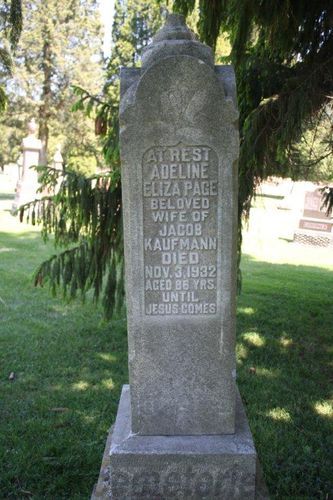 AT REST
ADELINE
ELIZA PAGE
BELOVED
WIFE OF
JACOB
KAUFMANN
DIED
NOV. 3, 1932
AGED 86 YRS.
UNTIL
JESUS COMES